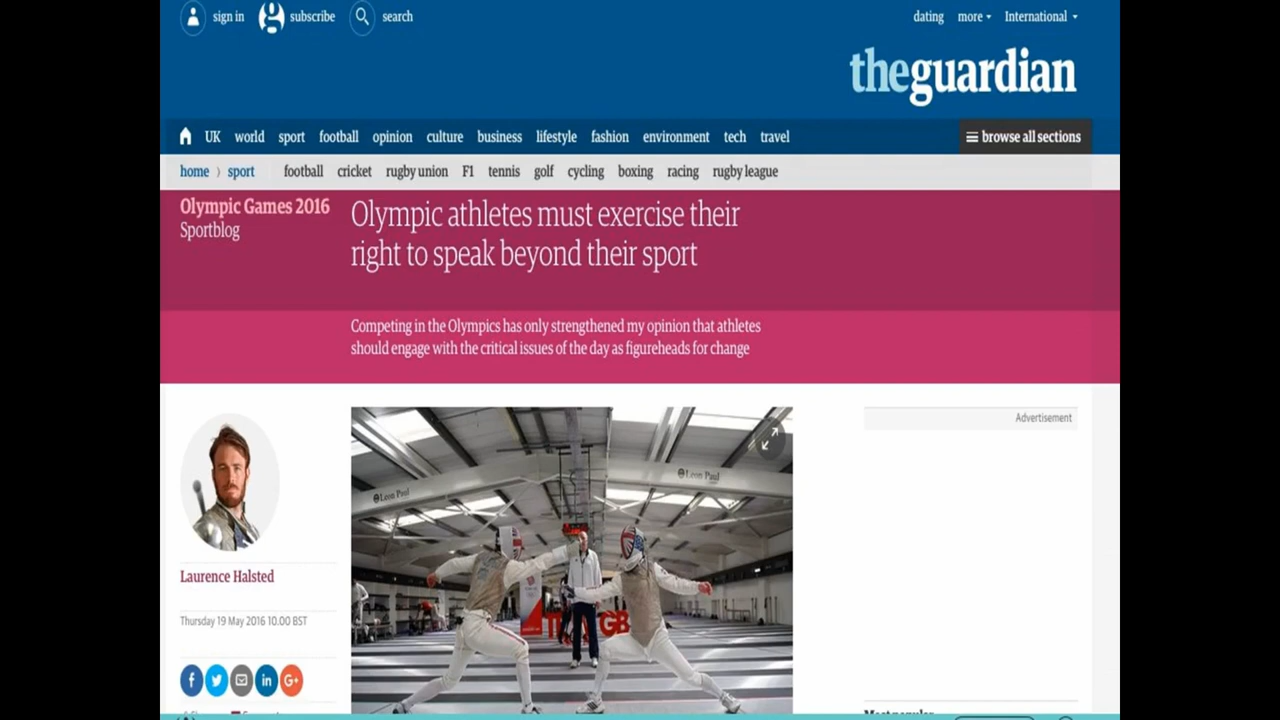 sign in
subscribe
search
dating
more
International
theguardian
UK
world
sport
football
opinion
culture
business
lifestyle
fashion
environment
tech
travel
browse all sections
home
sport
football
cricket
rugby union
F1
tennis
golf
cycling
boxing
racing
rugby league
Olympic Games 2016
Sportblog
Olympic athletes must exercise their
right to speak beyond their sport
Competing in the Olympics has only strengthened my opinion that athletes
should engage with the critical issues of the day as figureheads for change
Advertisement
Leon Paul
Leon Paul
GB
Laurence Halsted
Thursday 19 May 2016 10.00 BST
Most popular